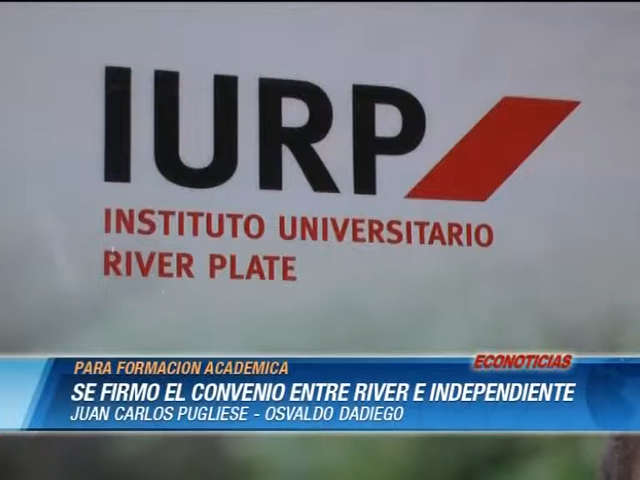 IURP
INSTITUTO UNIVERSITARIO
RIVER PLATE
PARA FORMACION ACADEMICA
ECONOTICIAS
SE FIRMO EL CONVENIO ENTRE RIVER E INDEPENDIENTE
JUAN CARLOS PUGLIESE - OSVALDO DADIEGO